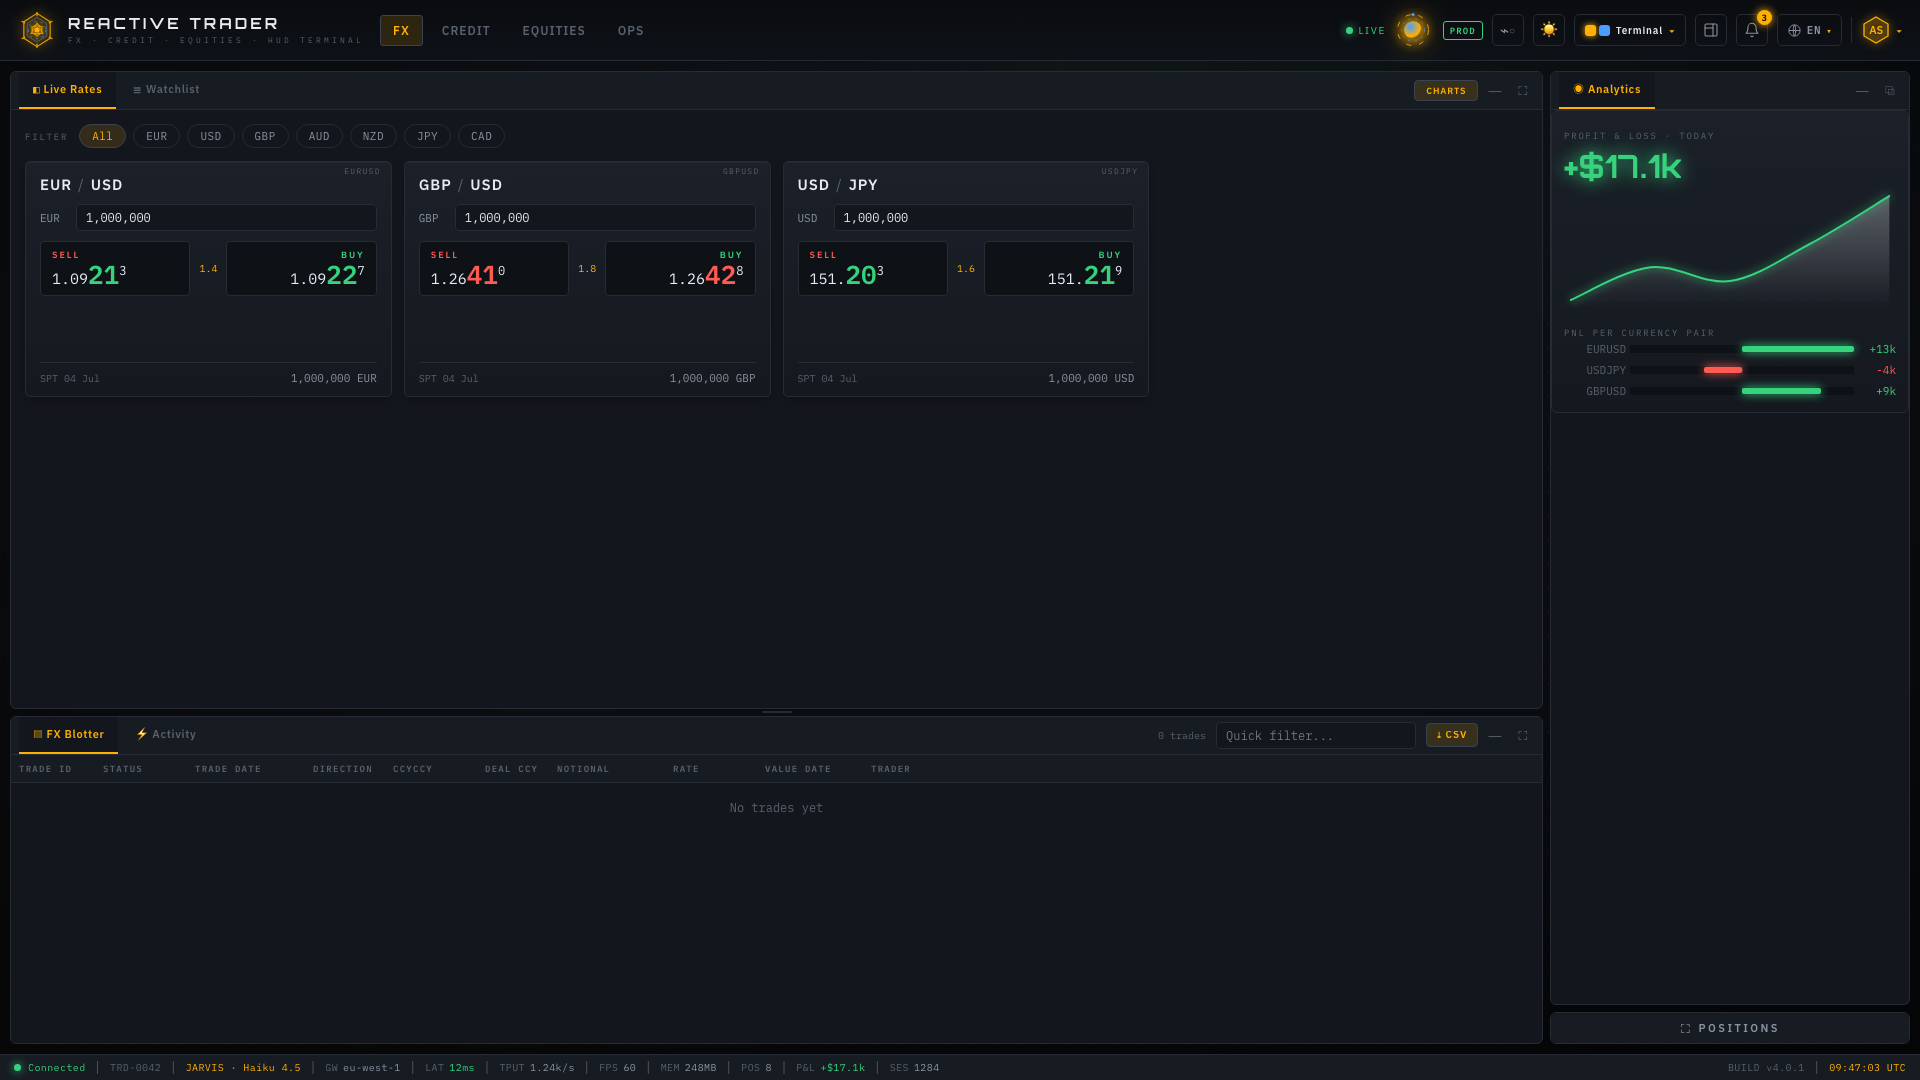 REACTIVE TRADER
FX · CREDIT · EQUITIES · HUD TERMINAL
FX CREDIT EQUITIES OPS
LIVE PROD Terminal 3 EN AS
Live Rates Watchlist CHARTS
FILTER All EUR USD GBP AUD NZD JPY CAD
EURUSD
EUR / USD
EUR 1,000,000
SELL
1.09213
1.4
BUY
1.09227
SPT 04 Jul 1,000,000 EUR
GBPUSD
GBP / USD
GBP 1,000,000
SELL
1.26410
1.8
BUY
1.26428
SPT 04 Jul 1,000,000 GBP
USDJPY
USD / JPY
USD 1,000,000
SELL
151.203
1.6
BUY
151.219
SPT 04 Jul 1,000,000 USD
Analytics
PROFIT & LOSS · TODAY
+$17.1k
PNL PER CURRENCY PAIR
EURUSD +13k
USDJPY -4k
GBPUSD +9k
POSITIONS
FX Blotter Activity 0 trades Quick filter... ↓ CSV
TRADE ID STATUS TRADE DATE DIRECTION CCYCCY DEAL CCY NOTIONAL RATE VALUE DATE TRADER
No trades yet
Connected TRD-0042 JARVIS · Haiku 4.5 GW eu-west-1 LAT 12ms TPUT 1.24k/s FPS 60 MEM 248MB POS 8 P&L +$17.1k SES 1284 BUILD v4.0.1 09:47:03 UTC